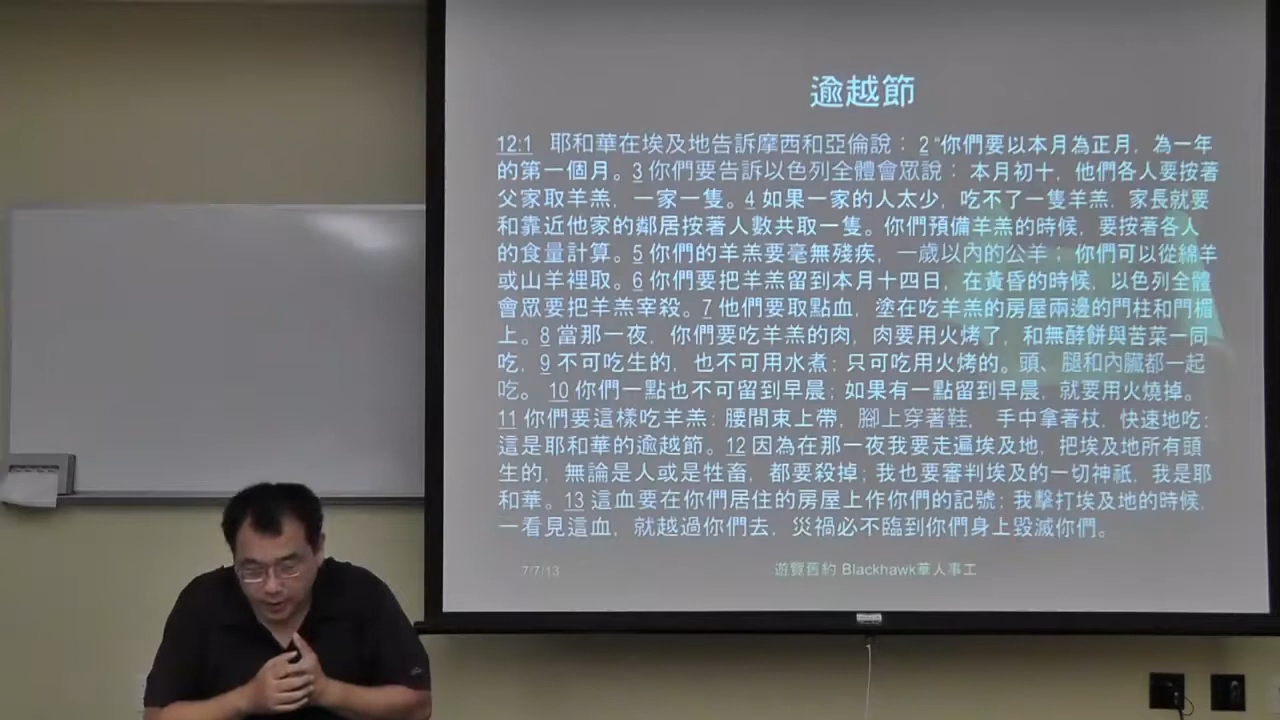 逾越節
12:1 耶和華在埃及地告訴摩西和亞倫說： 2 “你們要以本月為正月，為一年
的第一個月。3 你們要告訴以色列全體會眾說： 本月初十，他們各人要按著
父家取羊羔，一家一隻。4 如果一家的人太少，吃不了一隻羊羔，家長就要
和靠近他家的鄰居按著人數共取一隻。你們預備羊羔的時候，要按著各人
的食量計算。5 你們的羊羔要毫無殘疾，一歲以內的公羊；你們可以從綿羊
或山羊裡取。6 你們要把羊羔留到本月十四日，在黃昏的時候，以色列全體
會眾要把羊羔宰殺。7 他們要取點血，塗在吃羊羔的房屋兩邊的門柱和門楣
上。8 當那一夜，你們要吃羊羔的肉，肉要用火烤了，和無酵餅與苦菜一同
吃，9 不可吃生的，也不可用水煮；只可吃用火烤的。頭、腿和內臟都一起
吃。 10 你們一點也不可留到早晨；如果有一點留到早晨，就要用火燒掉。
11 你們要這樣吃羊羔：腰間束上帶，腳上穿著鞋， 手中拿著杖，快速地吃；
這是耶和華的逾越節。12 因為在那一夜我要走遍埃及地，把埃及地所有頭
生的，無論是人或是牲畜，都要殺掉；我也要審判埃及的一切神祇，我是耶
和華。13 這血要在你們居住的房屋上作你們的記號；我擊打埃及地的時候，
一看見這血，就越過你們去，災禍必不臨到你們身上毀滅你們。
7/7/13
遊覽舊約 Blackhawk華人事工